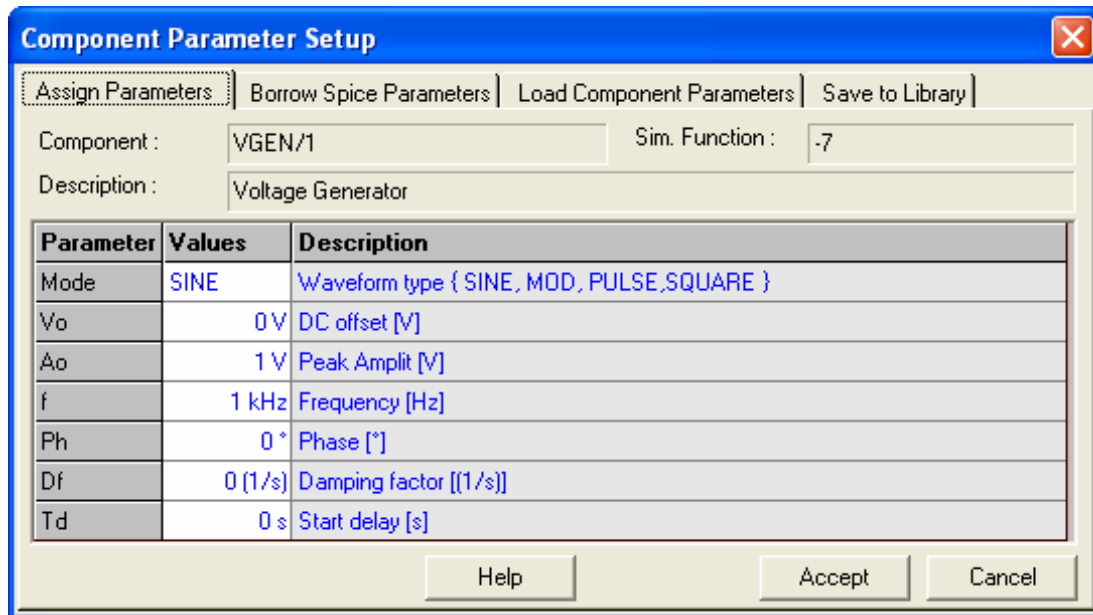 Component Parameter Setup
Assign Parameters Borrow Spice Parameters Load Component Parameters Save to Library
Component : VGEN/1 Sim. Function : -7
Description : Voltage Generator
Parameter Values Description
Mode SINE Waveform type { SINE, MOD, PULSE,SQUARE }
Vo 0 V DC offset [V]
Ao 1 V Peak Amplit [V]
f 1 kHz Frequency [Hz]
Ph 0 ° Phase [°]
Df 0 (1/s) Damping factor [(1/s)]
Td 0 s Start delay [s]
Help Accept Cancel